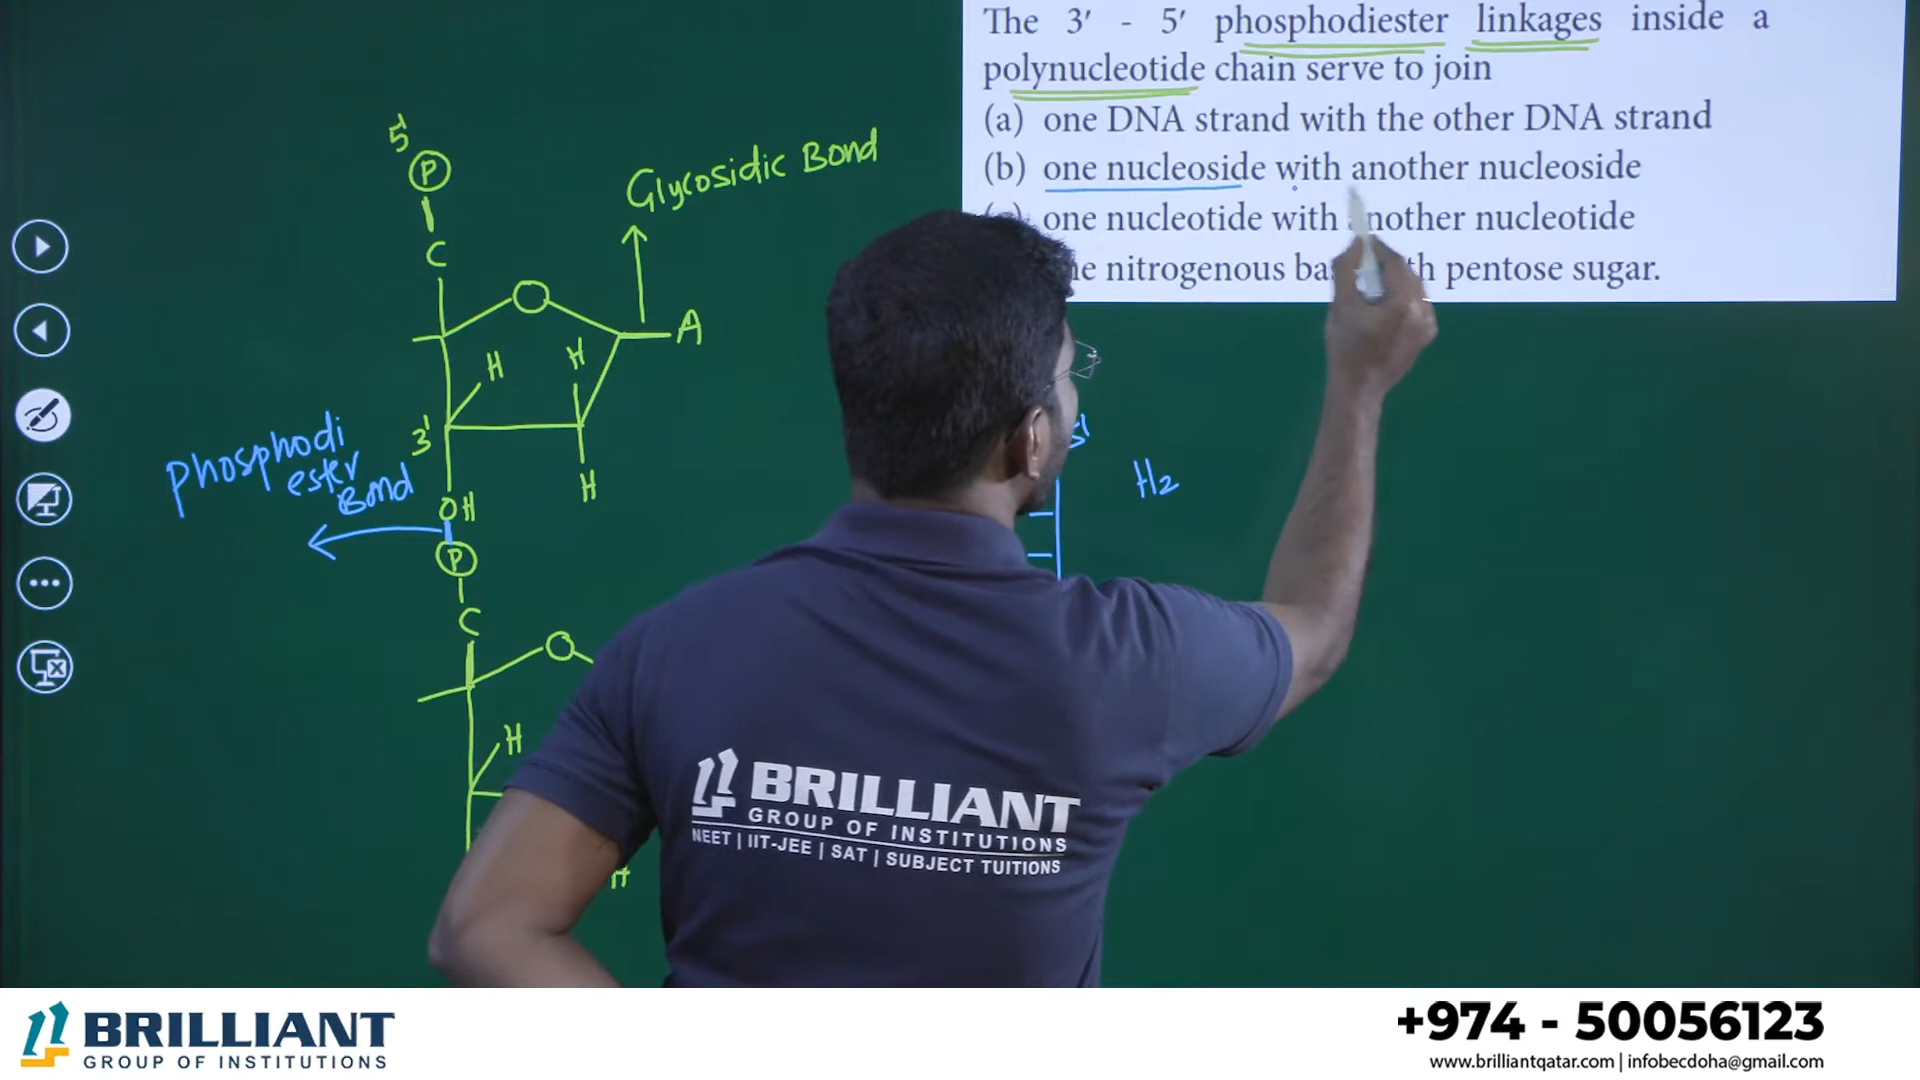 The 3′ - 5′ phosphodiester linkages inside a
polynucleotide chain serve to join
(a) one DNA strand with the other DNA strand
(b) one nucleoside with another nucleoside
one nucleotide with another nucleotide
nitrogenous pentose sugar.
5'
P
C
O
Glycosidic Bond
A
H
H
3'
H
phosphodi
ester
Bond
OH
P
C
O
H
H
5'
H2
BRILLIANT
GROUP OF INSTITUTIONS
NEET | IIT-JEE | SAT | SUBJECT TUITIONS
BRILLIANT
GROUP OF INSTITUTIONS
+974 - 50056123
www.brilliantqatar.com | infobecdoha@gmail.com